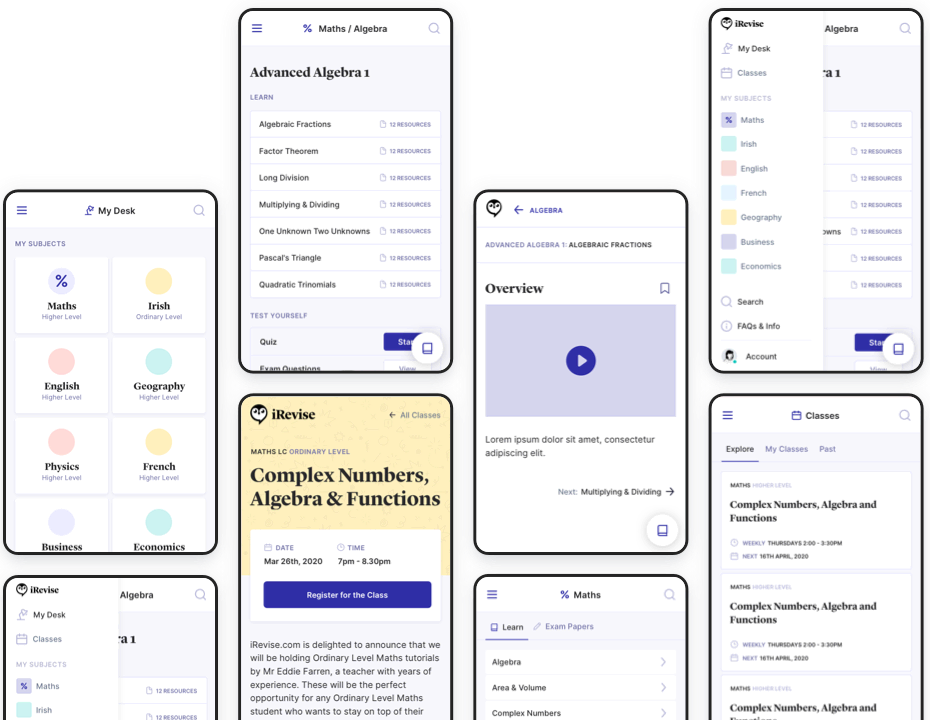 My Desk
MY SUBJECTS
Maths
Higher Level
Irish
Ordinary Level
English
Higher Level
Geography
Higher Level
Physics
Higher Level
French
Higher Level
Business
Economics
iRevise
Algebra
My Desk
ra 1
Classes
MY SUBJECTS
Maths
12 RESOURCES
Irish
Maths / Algebra
Advanced Algebra 1
LEARN
Algebraic Fractions
12 RESOURCES
Factor Theorem
12 RESOURCES
Long Division
12 RESOURCES
Multiplying & Dividing
12 RESOURCES
One Unknown Two Unknowns
12 RESOURCES
Pascal's Triangle
12 RESOURCES
Quadratic Trinomials
12 RESOURCES
TEST YOURSELF
Quiz
Star
Exam Questions
View
iRevise
← All Classes
MATHS LC ORDINARY LEVEL
Complex Numbers,
Algebra & Functions
DATE
TIME
Mar 26th, 2020
7pm - 8.30pm
Register for the Class
iRevise.com is delighted to announce that we
will be holding Ordinary Level Maths tutorials
by Mr Eddie Farren, a teacher with years of
experience. These will be the perfect
opportunity for any Ordinary Level Maths
student who wants to stay on top of their
← ALGEBRA
ADVANCED ALGEBRA 1: ALGEBRAIC FRACTIONS
Overview
Lorem ipsum dolor sit amet, consectetur
adipiscing elit.
Next: Multiplying & Dividing →
% Maths
Learn
Exam Papers
Algebra
Area & Volume
Complex Numbers
iRevise
Algebra
My Desk
ra 1
Classes
MY SUBJECTS
Maths
12 RESOURCES
Irish
12 RESOURCES
English
12 RESOURCES
French
12 RESOURCES
Geography
owns
12 RESOURCES
Business
12 RESOURCES
Economics
12 RESOURCES
Search
FAQs & Info
Star
Account
View
Classes
Explore
My Classes
Past
MATHS HIGHER LEVEL
Complex Numbers, Algebra and
Functions
WEEKLY THURSDAYS 2:00 - 3:30PM
NEXT 16TH APRIL, 2020
MATHS HIGHER LEVEL
Complex Numbers, Algebra and
Functions
WEEKLY THURSDAYS 2:00 - 3:30PM
NEXT 16TH APRIL, 2020
MATHS HIGHER LEVEL
Complex Numbers, Algebra and